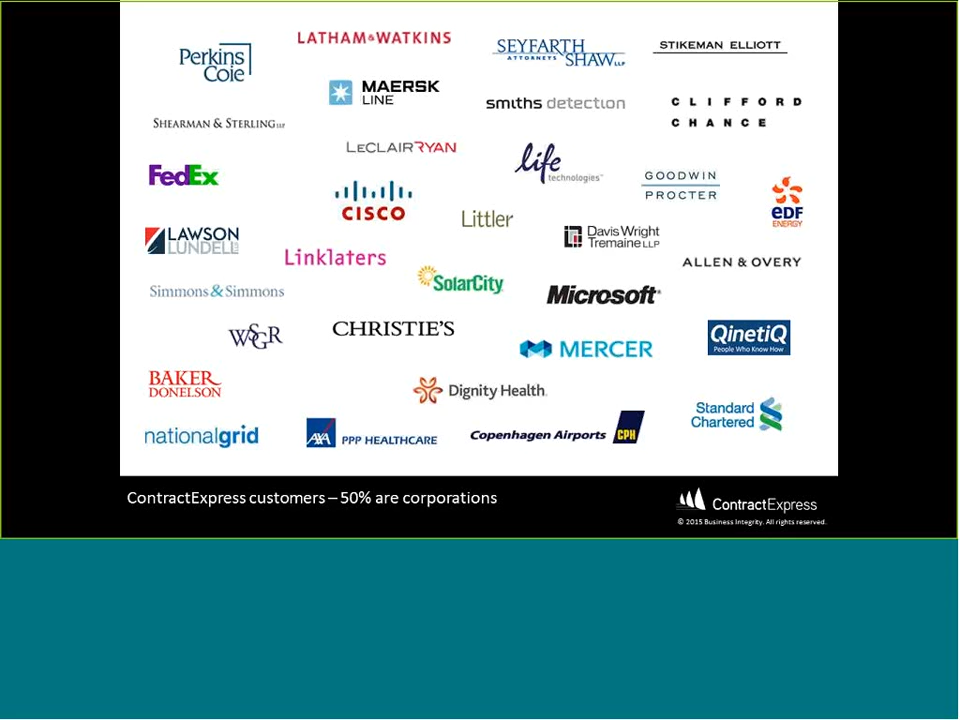 Perkins
Coie
LATHAM&WATKINS
SEYFARTH
ATTORNEYS
SHAW LLP
STIKEMAN ELLIOTT
MAERSK
LINE
smiths detection
CLIFFORD
CHANCE
SHEARMAN & STERLING LLP
LECLAIRRYAN
life
technologies™
FedEx
CISCO
GOODWIN
PROCTER
eDF
ENERGY
Littler
LAWSON
LUNDELL LLP
Davis Wright
Tremaine LLP
Linklaters
ALLEN & OVERY
SolarCity
Simmons&Simmons
Microsoft®
WSGR
CHRISTIE'S
MERCER
QinetiQ
People Who Know How
BAKER
DONELSON
Dignity Health
Standard
Chartered
nationalgrid
AXA PPP HEALTHCARE
Copenhagen Airports CPH
ContractExpress customers – 50% are corporations
ContractExpress
© 2015 Business Integrity. All rights reserved.